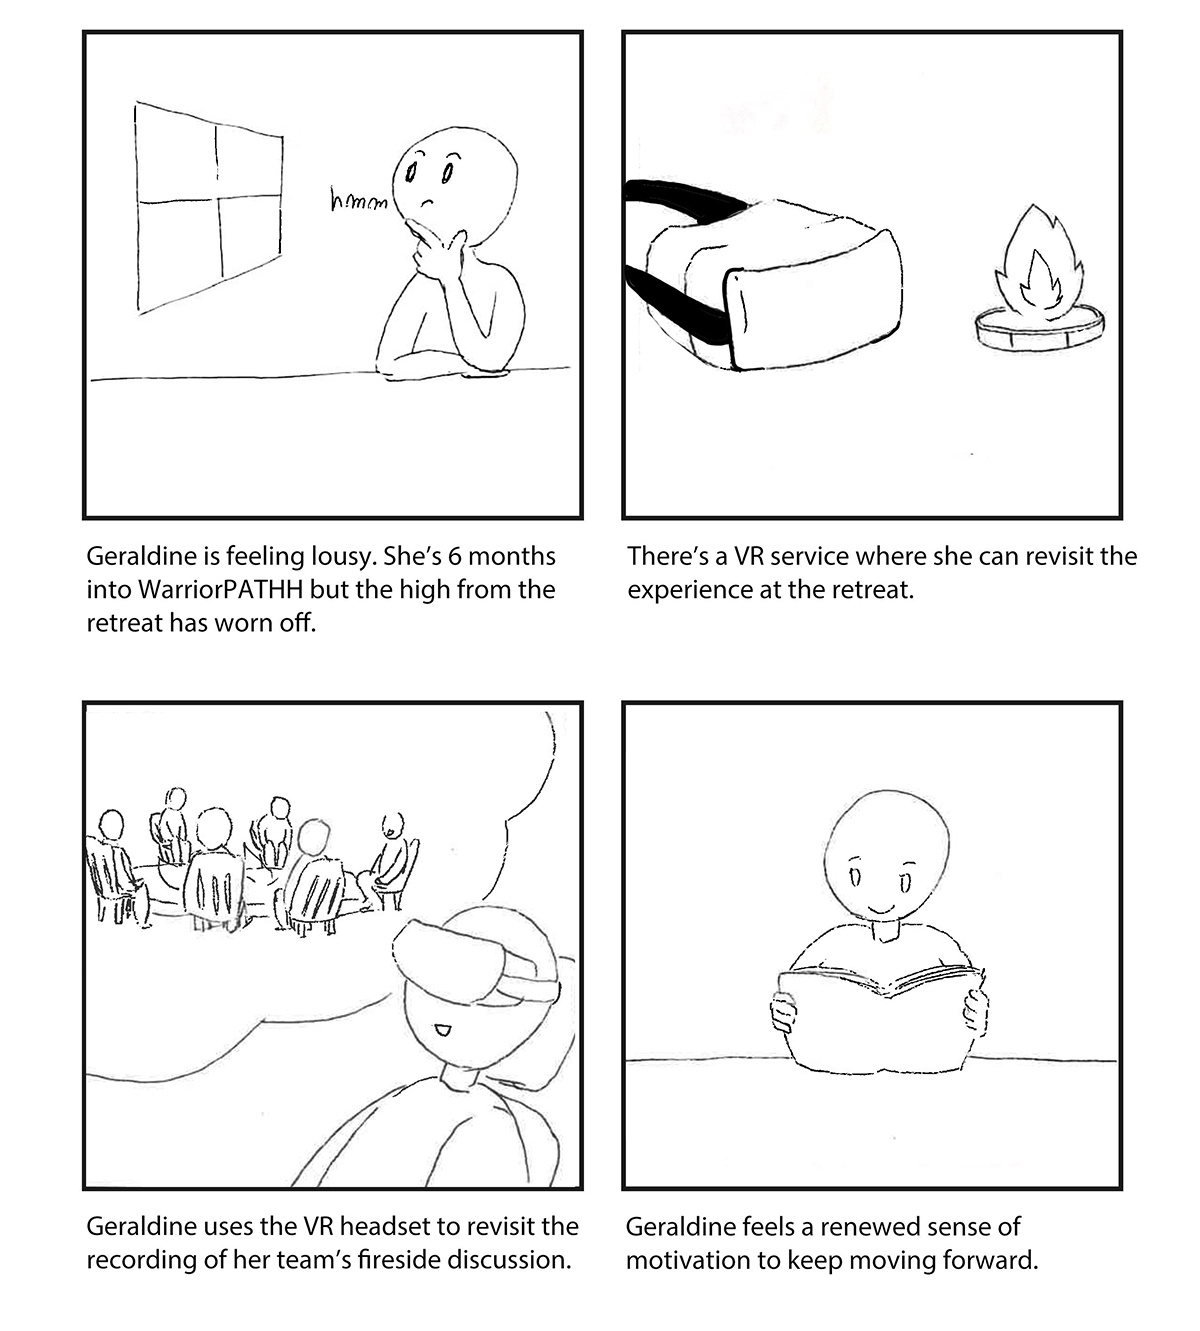 hmm
Geraldine is feeling lousy. She’s 6 months
into WarriorPATHH but the high from the
retreat has worn off.
There’s a VR service where she can revisit the
experience at the retreat.
Geraldine uses the VR headset to revisit the
recording of her team’s fireside discussion.
Geraldine feels a renewed sense of
motivation to keep moving forward.